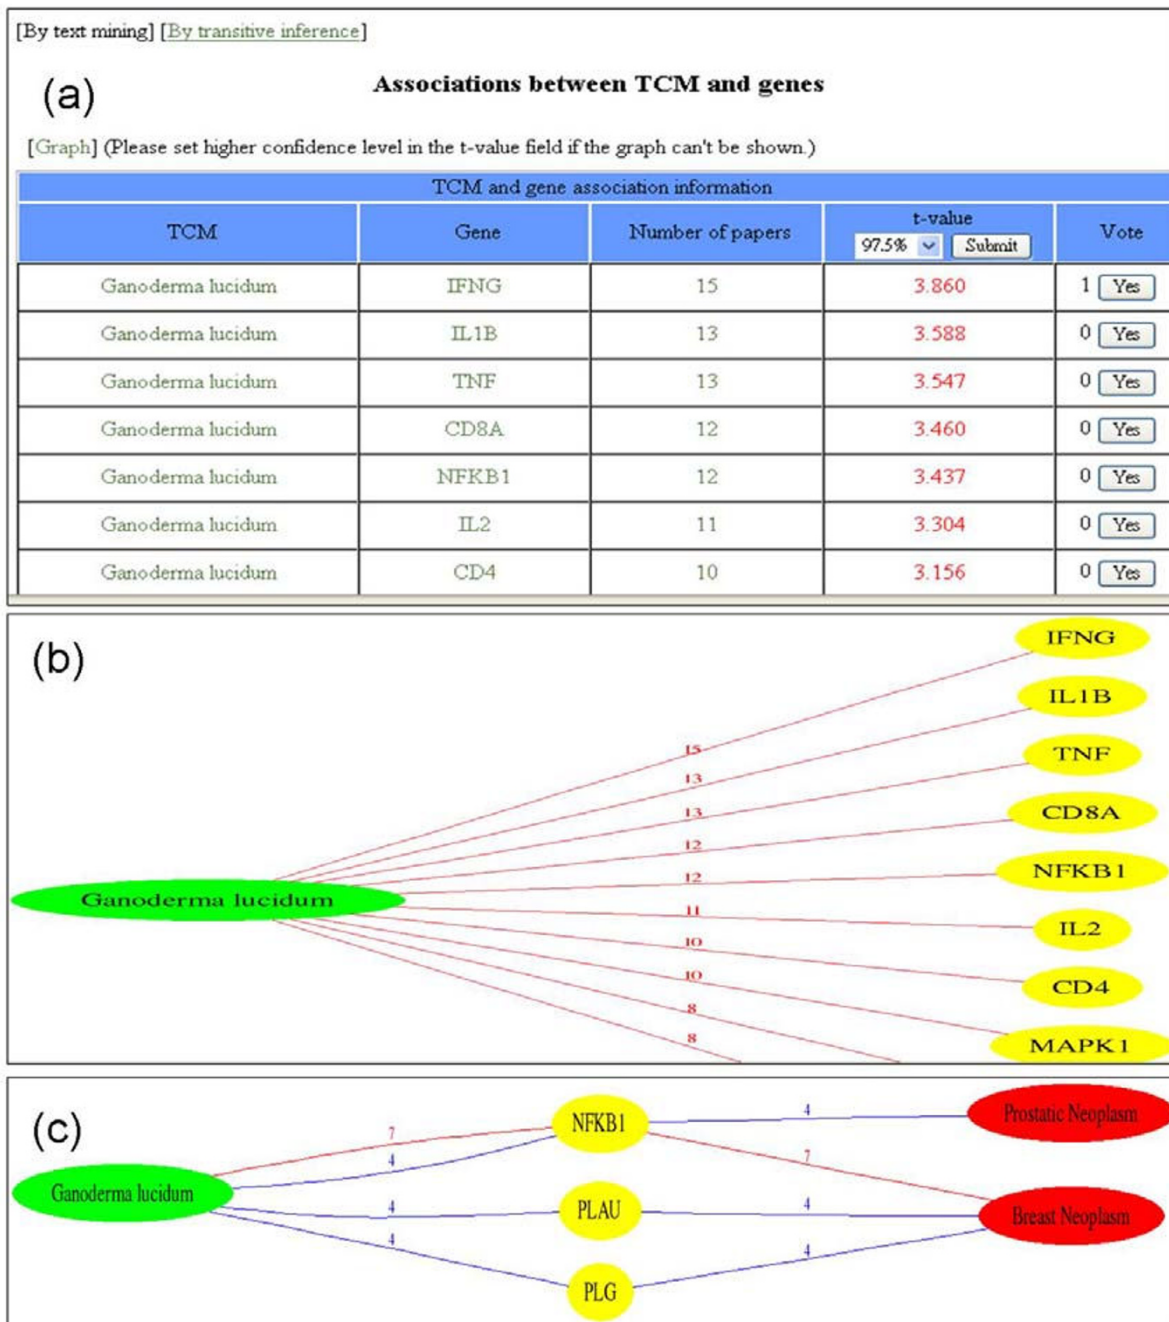 [By text mining] [By transitive inference]
(a)
Associations between TCM and genes
[Graph] (Please set higher confidence level in the t-value field if the graph can't be shown.)
TCM and gene association information
TCM Gene Number of papers t-value 97.5% Submit Vote
Ganoderma lucidum IFNG 15 3.860 1 Yes
Ganoderma lucidum IL1B 13 3.588 0 Yes
Ganoderma lucidum TNF 13 3.547 0 Yes
Ganoderma lucidum CD8A 12 3.460 0 Yes
Ganoderma lucidum NFKB1 12 3.437 0 Yes
Ganoderma lucidum IL2 11 3.304 0 Yes
Ganoderma lucidum CD4 10 3.156 0 Yes
(b)
IFNG
IL1B
15
TNF
13
13
CD8A
12
NFKB1
12
Ganoderma lucidum
11
IL2
10
10
CD4
8
8
MAPK1
(c)
7
NFKB1
4
Prostatic Neoplasm
4
7
Ganoderma lucidum
4
PLAU
4
Breast Neoplasm
4
4
PLG